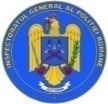 INSPECTORATUL GENERAL AL POLITIEI ROMANE